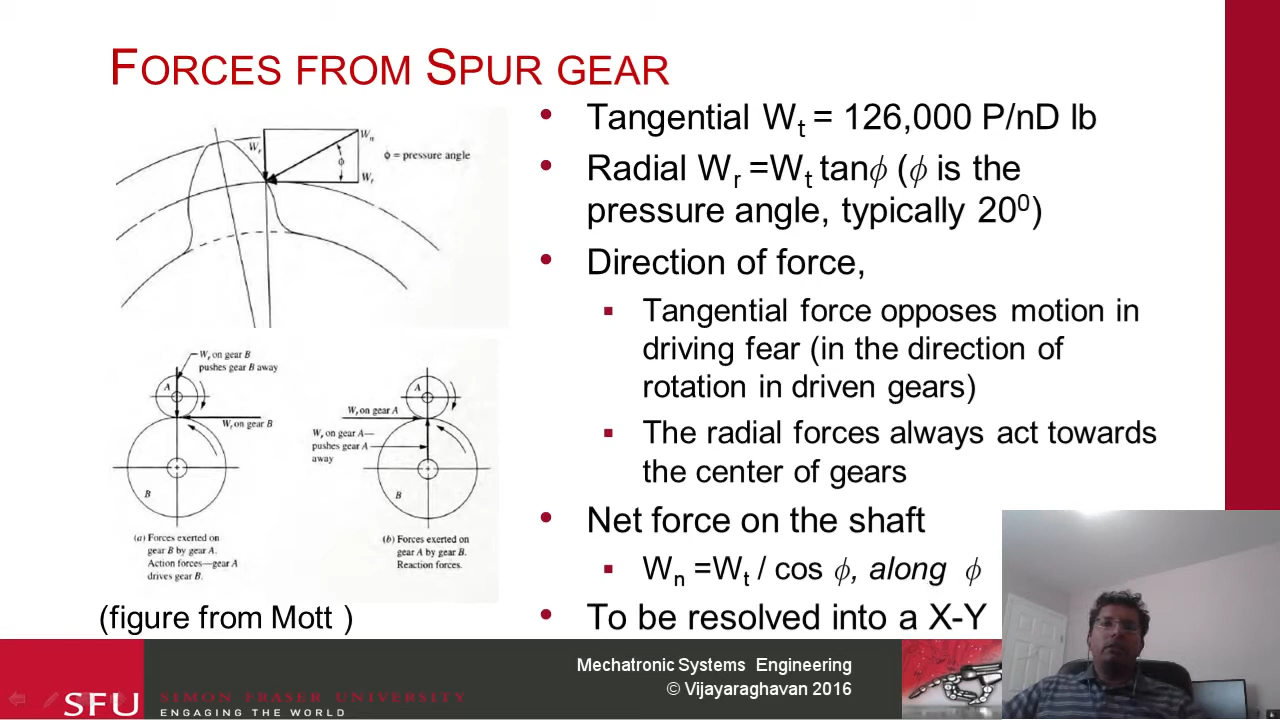 FORCES FROM SPUR GEAR
Wr
Wn
ϕ
ϕ = pressure angle
Wt
Wr on gear B
pushes gear B away
A
Wt on gear B
B
(a) Forces exerted on
gear B by gear A.
Action forces—gear A
drives gear B.
A
Wt on gear A
Wr on gear A—
pushes gear A
away
B
(b) Forces exerted on
gear A by gear B.
Reaction forces.
(figure from Mott )
• Tangential Wt = 126,000 P/nD lb
• Radial Wr =Wt tanϕ (ϕ is the
pressure angle, typically 20⁰)
• Direction of force,
▪ Tangential force opposes motion in
driving fear (in the direction of
rotation in driven gears)
▪ The radial forces always act towards
the center of gears
• Net force on the shaft
▪ Wn =Wt / cos ϕ, along ϕ
• To be resolved into a X-Y
SFU
SIMON FRASER UNIVERSITY
ENGAGING THE WORLD
Mechatronic Systems Engineering
© Vijayaraghavan 2016